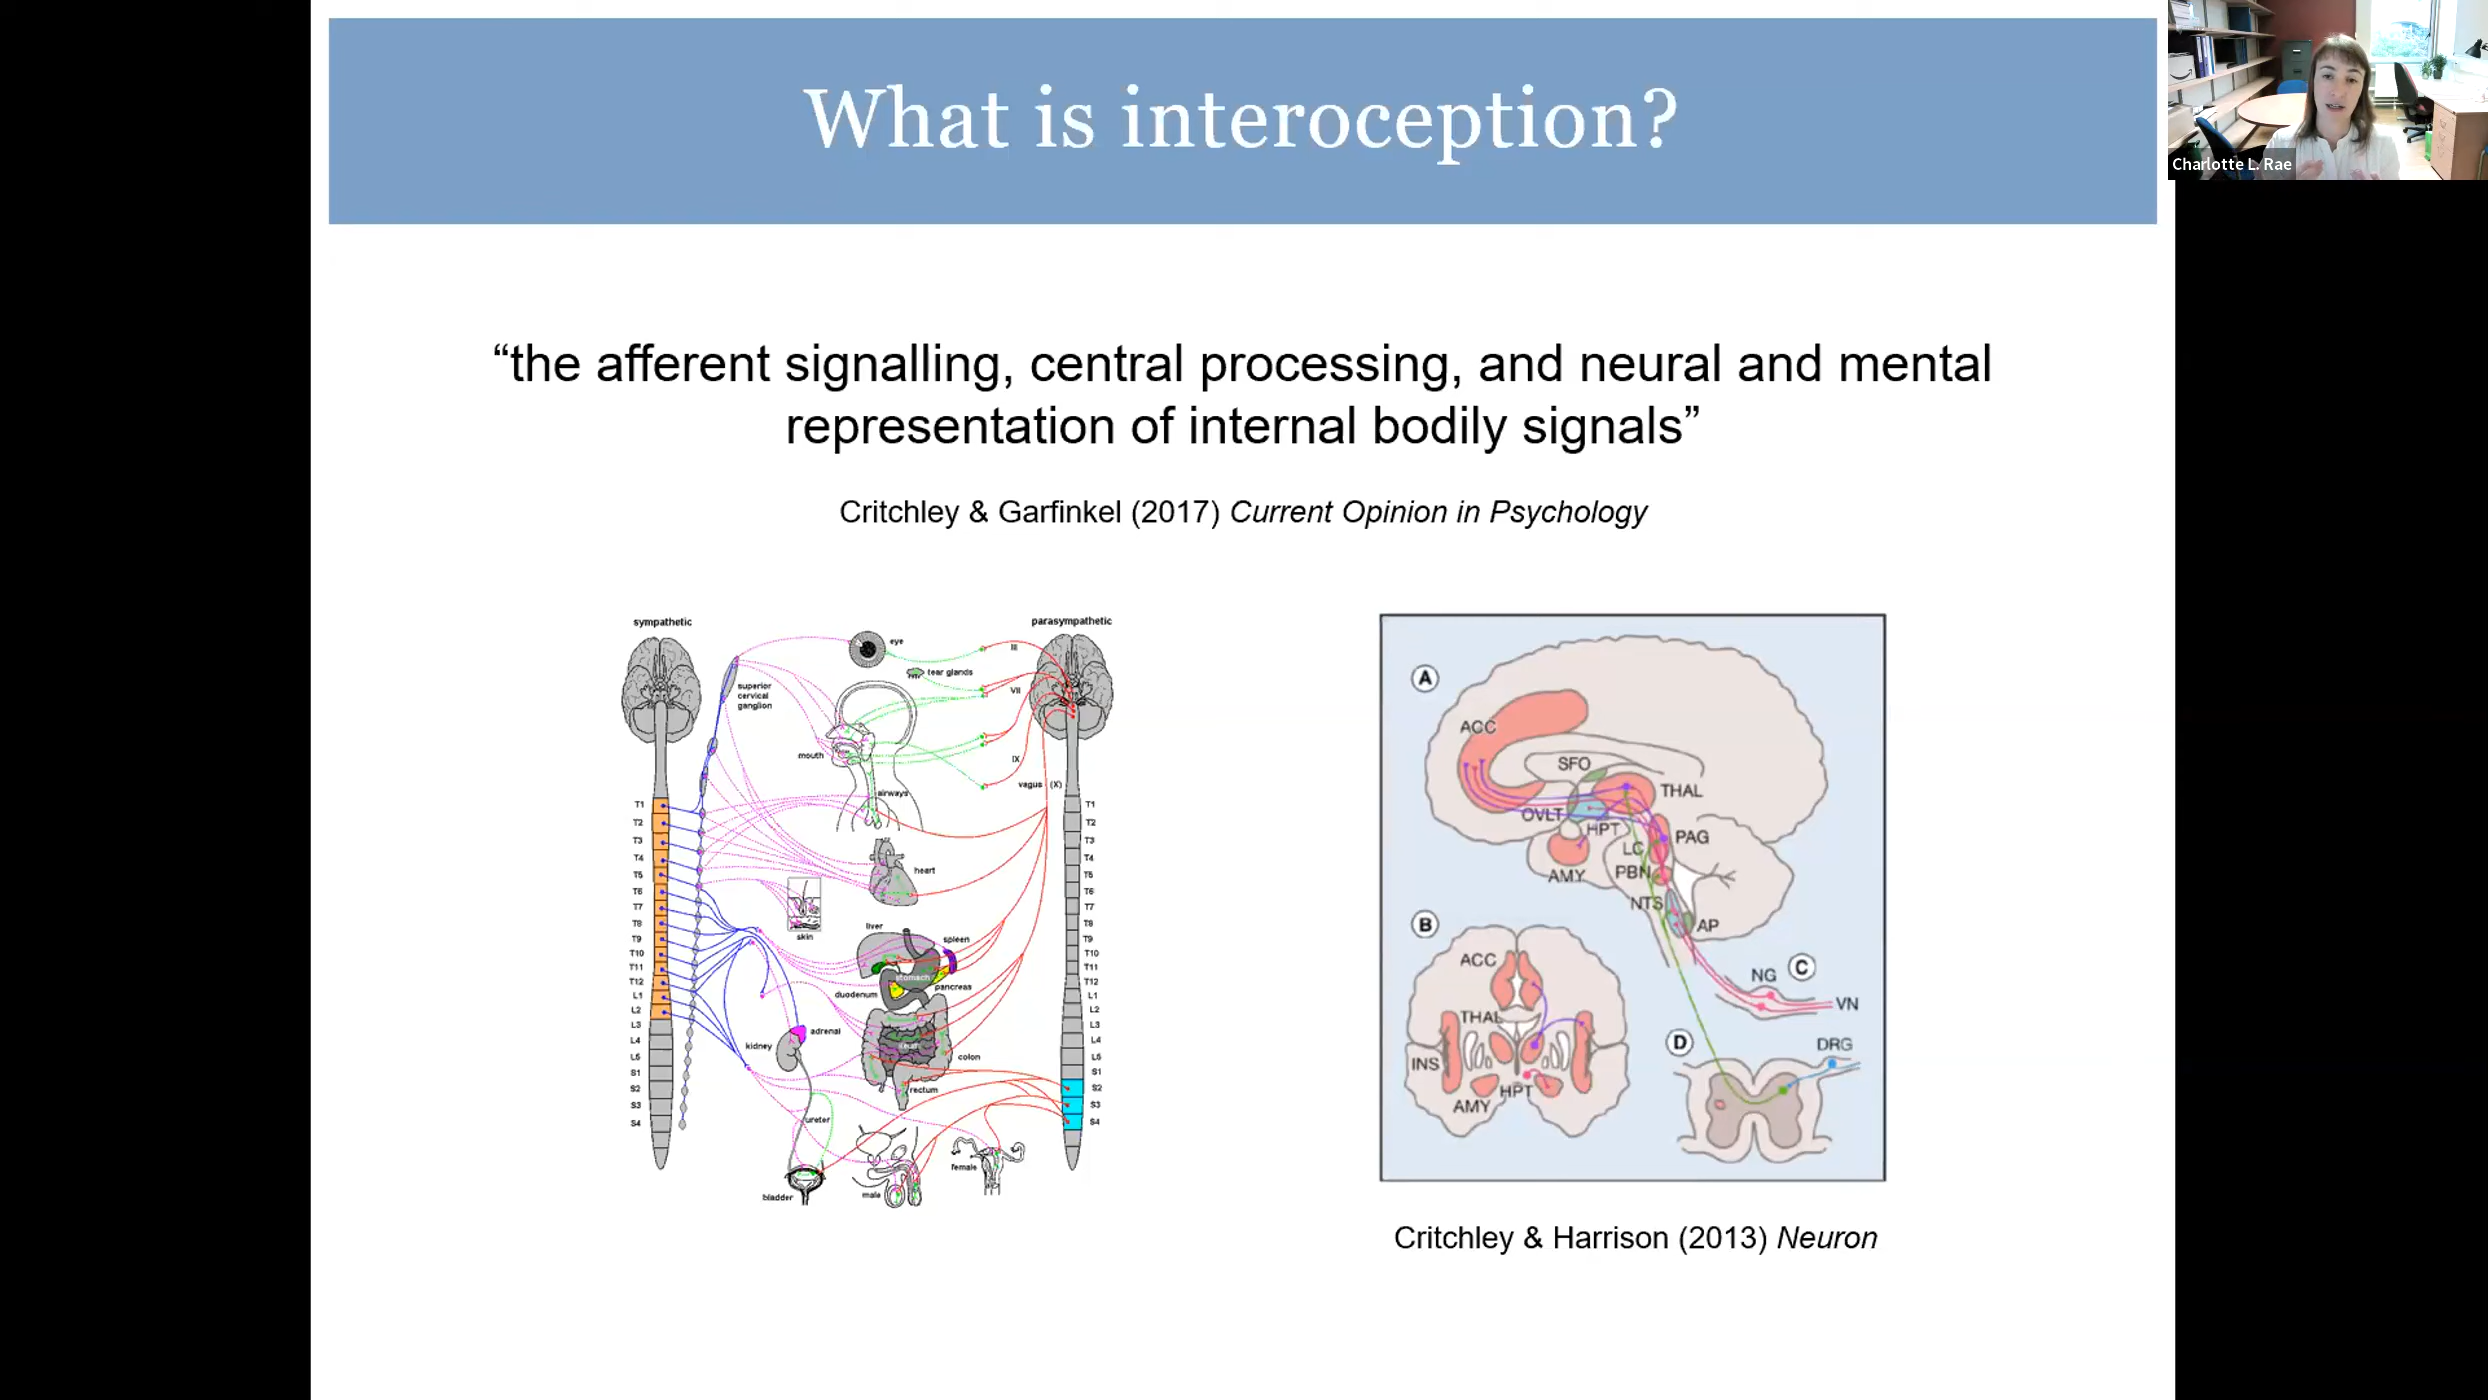 What is interoception?
Charlotte L. Rae
“the afferent signalling, central processing, and neural and mental
representation of internal bodily signals”
Critchley & Garfinkel (2017) Current Opinion in Psychology
sympathetic
parasympathetic
eye
III
tear glands
superior
cervical
ganglion
VII
mouth
IX
vagus (X)
airways
T1
T2
T3
T4
T5
T6
T7
T8
T9
T10
T11
T12
L1
L2
L3
L4
L5
S1
S2
S3
S4
heart
skin
liver
spleen
stomach
duodenum
pancreas
adrenal
kidney
colon
rectum
ureter
bladder
male
female
T1
T2
T3
T4
T5
T6
T7
T8
T9
T10
T11
T12
L1
L2
L3
L4
L5
S1
S2
S3
S4
A
ACC
SFO
THAL
OVLT
HPT
PAG
LC
AMY
PBN
NTS
AP
B
ACC
NG
C
VN
THAL
D
DRG
INS
HPT
AMY
Critchley & Harrison (2013) Neuron